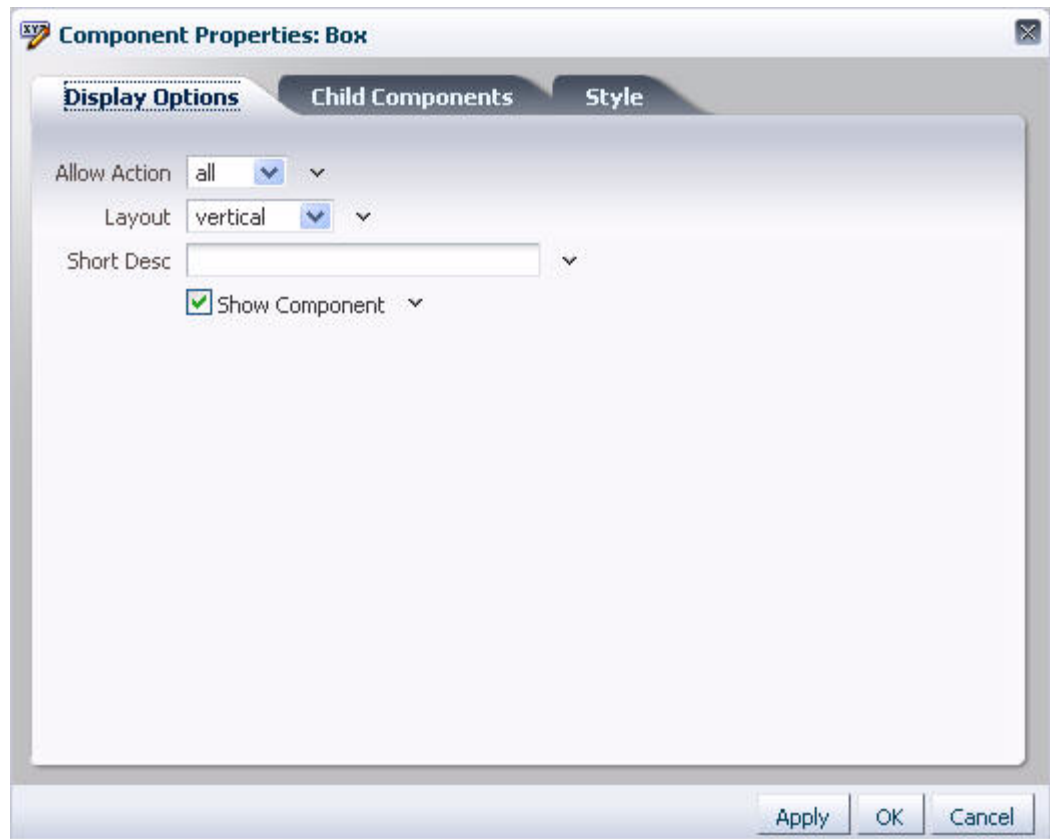 Component Properties: Box
Display Options Child Components Style
Allow Action all
Layout vertical
Short Desc
Show Component
Apply OK Cancel